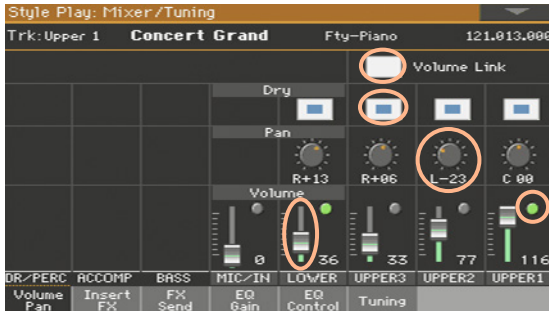 Style Play: Mixer/Tuning
Trk:Upper 1 Concert Grand Fty-Piano 121.013.000
Volume Link
Dry
Pan
R+13 R+06 L-23 C 00
Volume
0 36 33 77 116
DR/PERC ACCOMP BASS MIC/IN LOWER UPPER3 UPPER2 UPPER1
Volume Pan Insert FX FX Send EQ Gain EQ Control Tuning